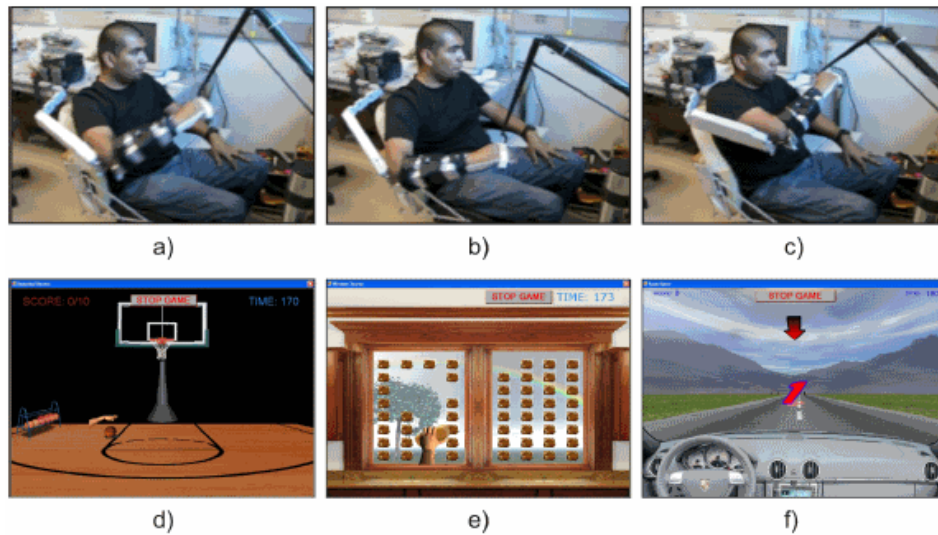 a)
b)
c)
SCORE: 0/10
STOP GAME
TIME: 170
STOP GAME
TIME: 173
STOP GAME
d)
e)
f)